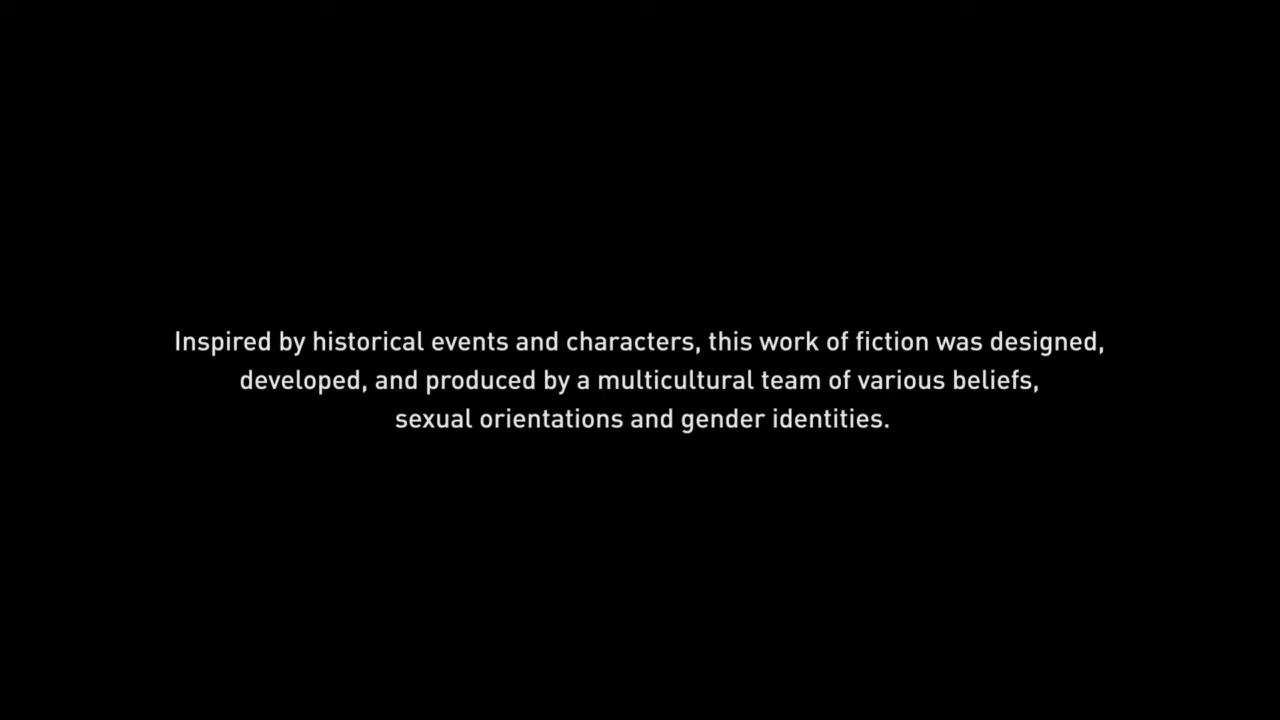 Inspired by historical events and characters, this work of fiction was designed,
developed, and produced by a multicultural team of various beliefs,
sexual orientations and gender identities.